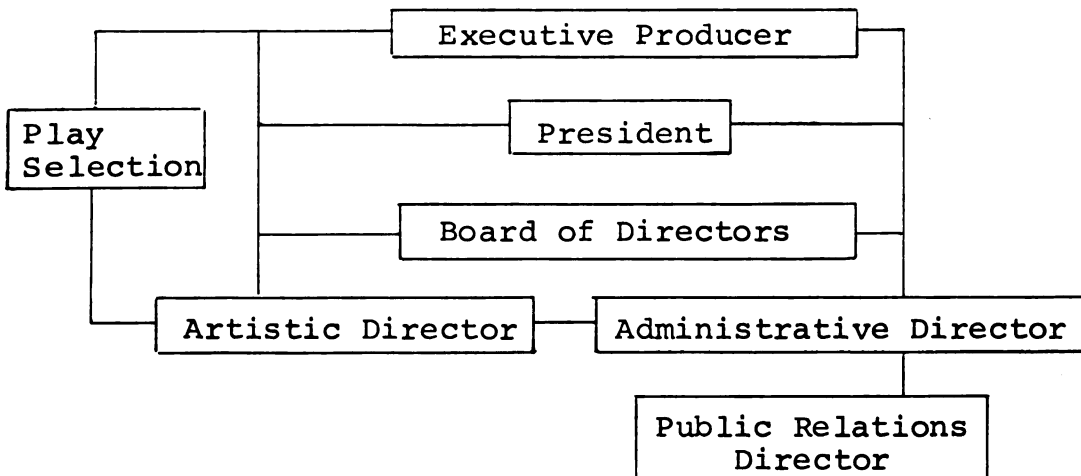 Executive Producer
President
Play
Selection
Board of Directors
Artistic Director
Administrative Director
Public Relations
Director